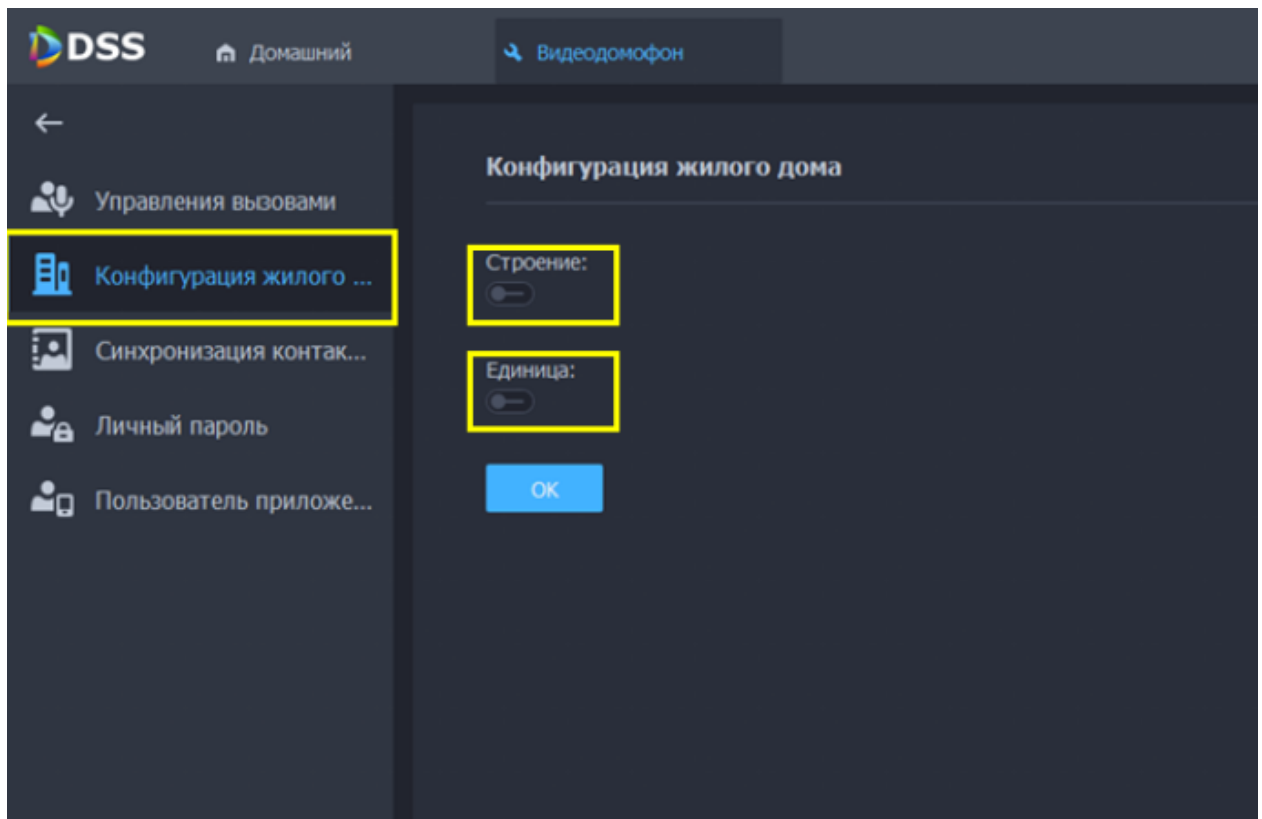 DSS
Домашний
Видеодомофон
Управления вызовами
Конфигурация жилого ...
Синхронизация контак...
Личный пароль
Пользователь приложе...
Конфигурация жилого дома
Строение:
Единица:
OK